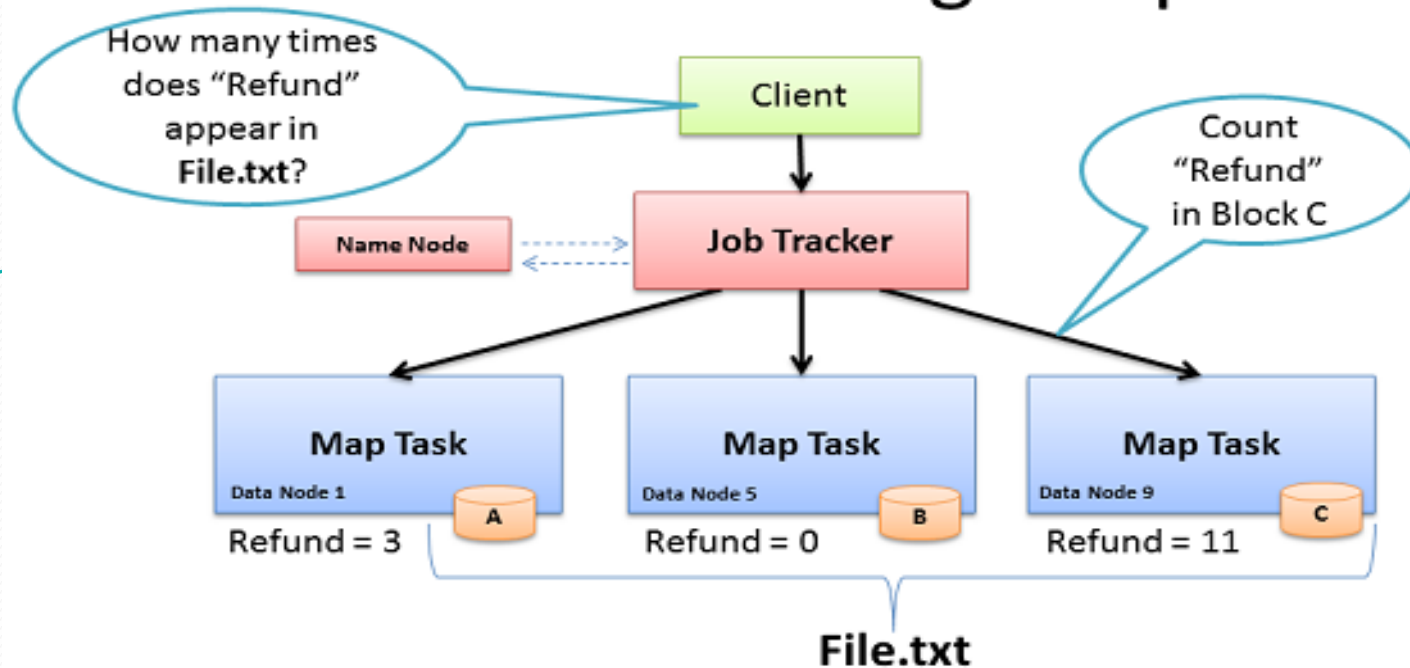 How many times
does “Refund”
appear in
File.txt?
Client
Count
“Refund”
in Block C
Name Node
Job Tracker
Map Task
Data Node 1
A
Refund = 3
Map Task
Data Node 5
B
Refund = 0
Map Task
Data Node 9
C
Refund = 11
File.txt